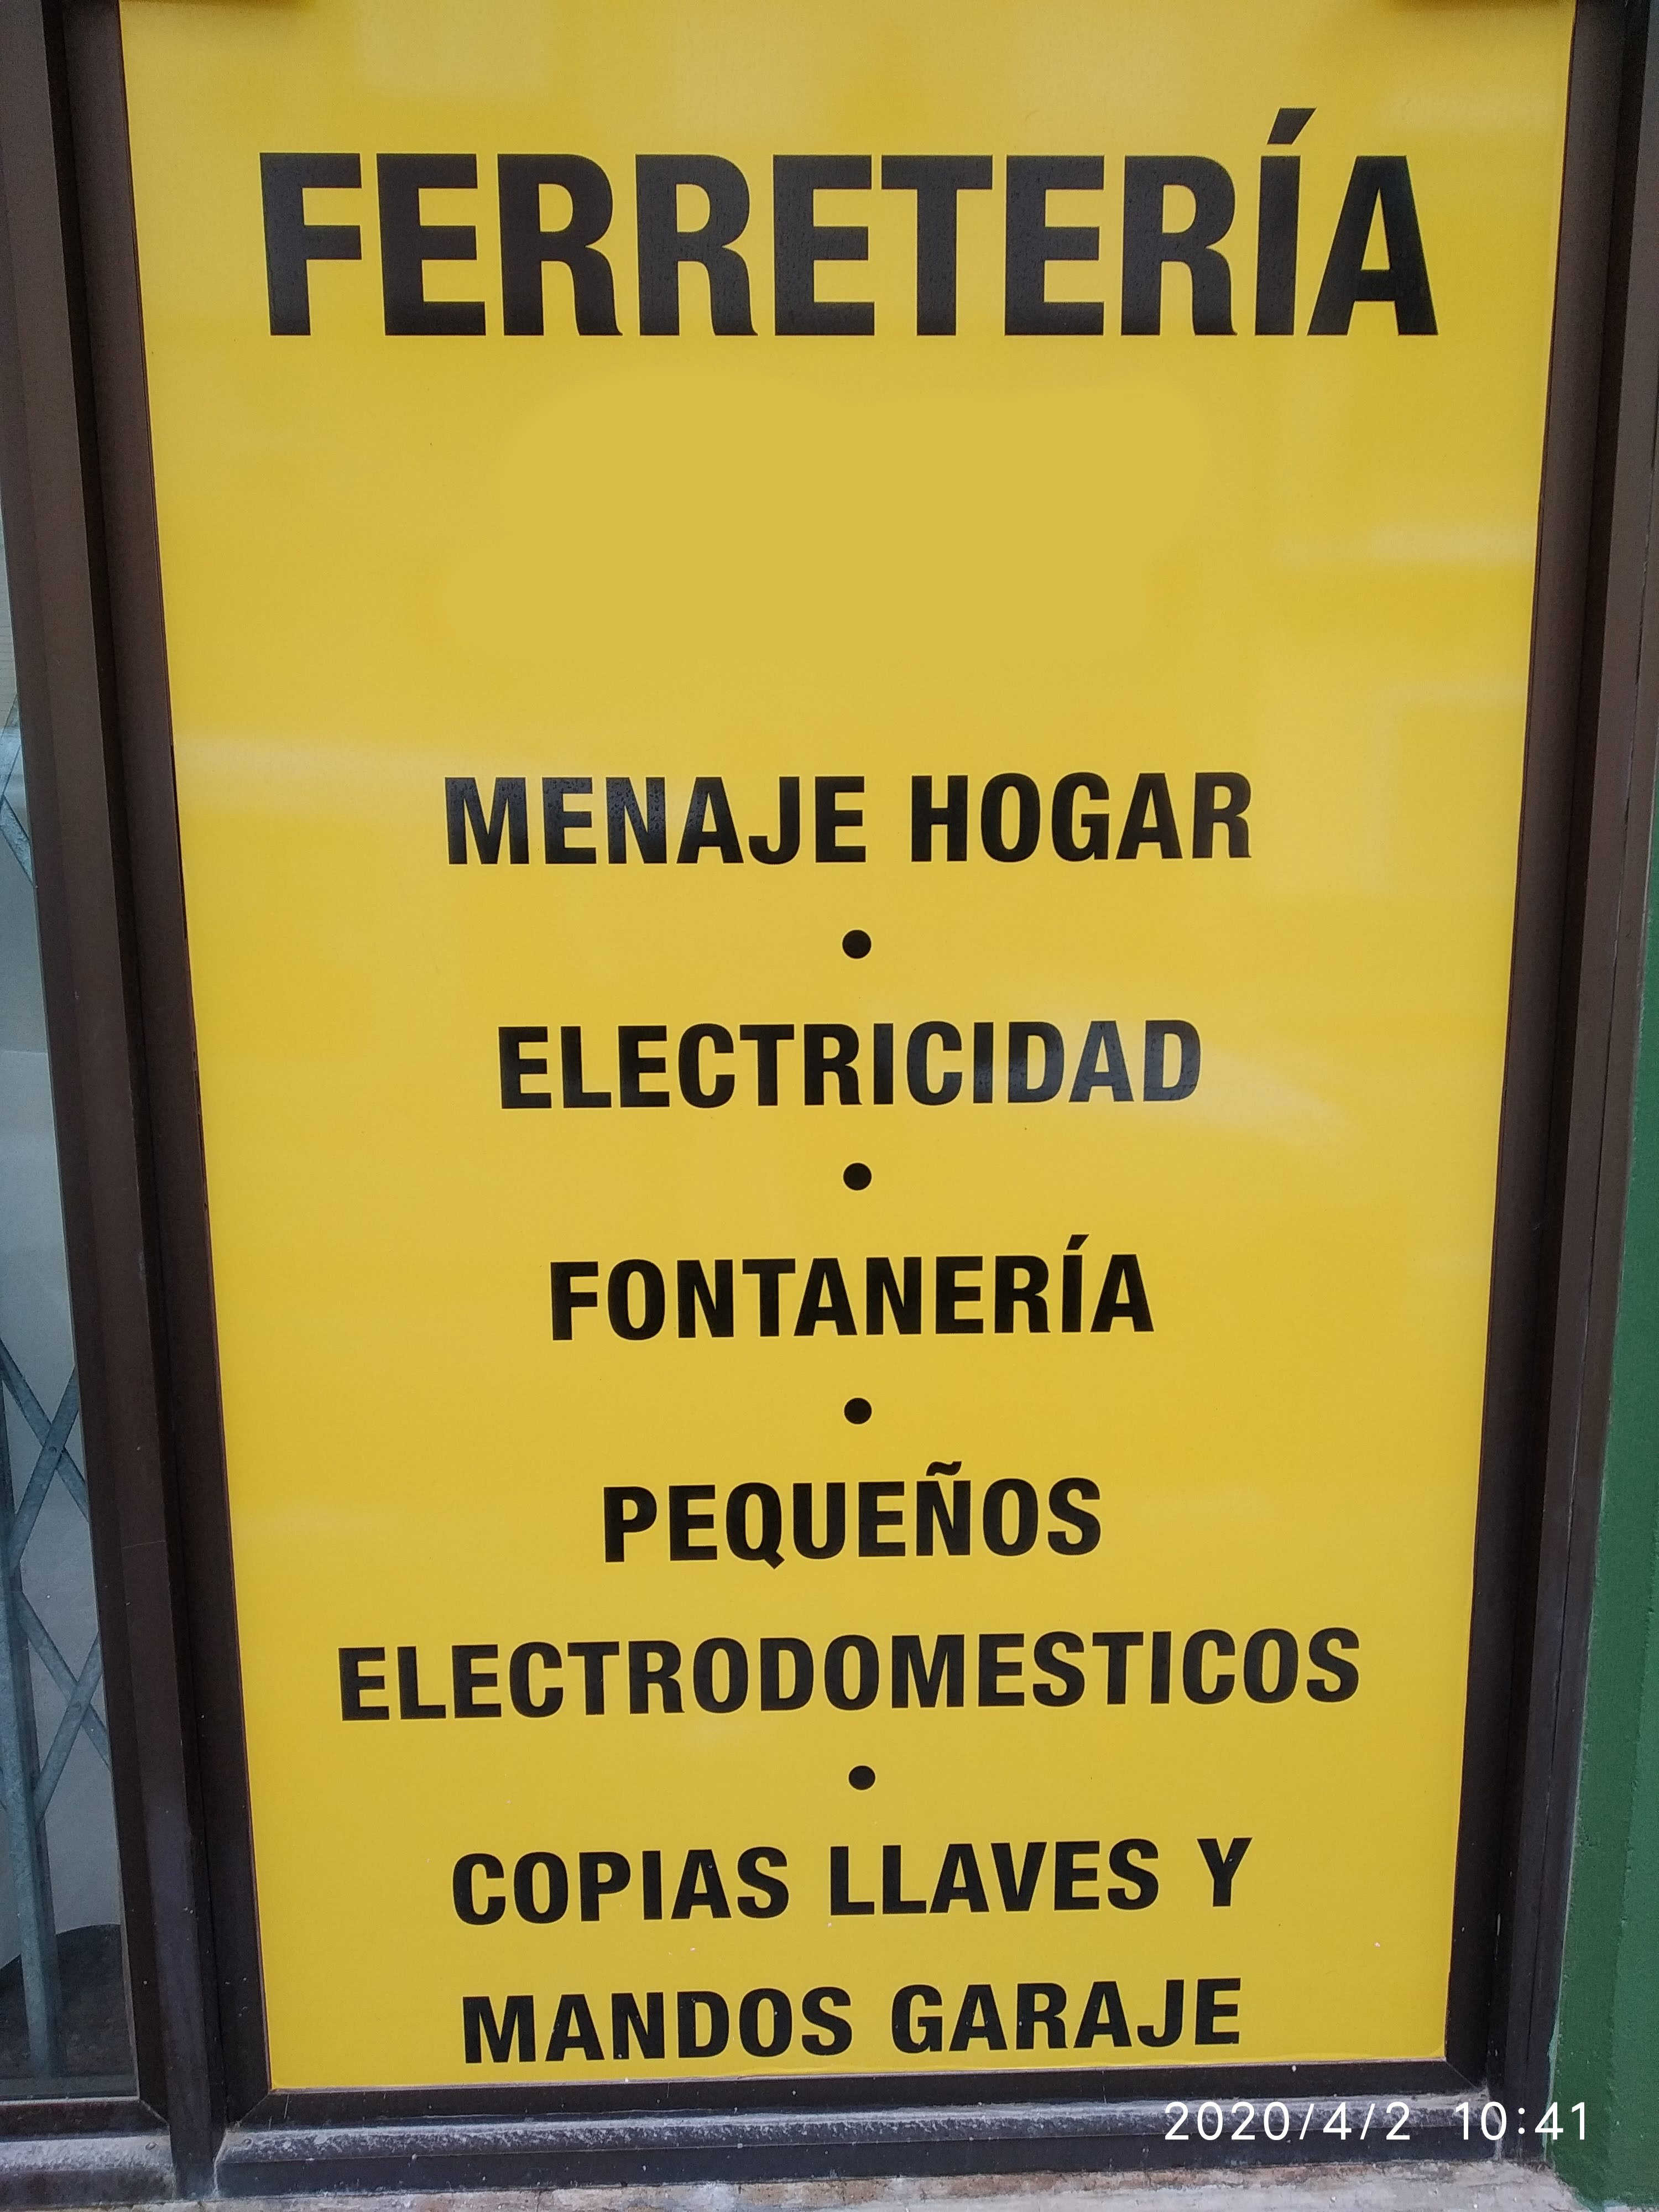 FERRETERÍA
MENAJE HOGAR
•
ELECTRICIDAD
•
FONTANERÍA
•
PEQUEÑOS
ELECTRODOMESTICOS
•
COPIAS LLAVES Y
MANDOS GARAJE
2020/4/2 10:41